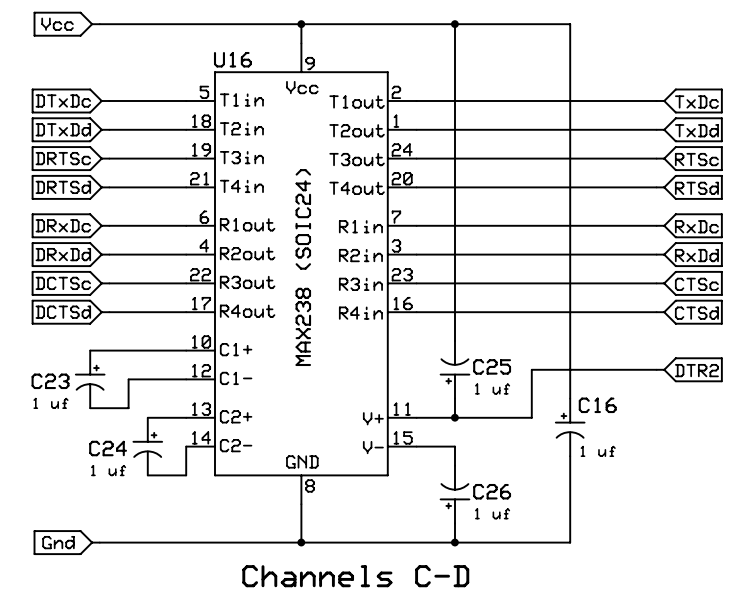 Vcc
U16
9
Vcc
DTxDc 5 T1in T1out 2 TxDc
DTxDd 18 T2in T2out 1 TxDd
DRTSc 19 T3in T3out 24 RTSc
DRTSd 21 T4in T4out 20 RTSd
DRxDc 6 R1out R1in 7 RxDc
DRxDd 4 R2out R2in 3 RxDd
DCTSc 22 R3out R3in 23 CTSc
DCTSd 17 R4out R4in 16 CTSd
MAX238 (SOIC24)
10 C1+
12 C1-
C23
1 uf
C25
1 uf
DTR2
13 C2+
V+ 11
C16
1 uf
14 C2-
V- 15
C24
1 uf
GND
8
C26
1 uf
Gnd
Channels C-D